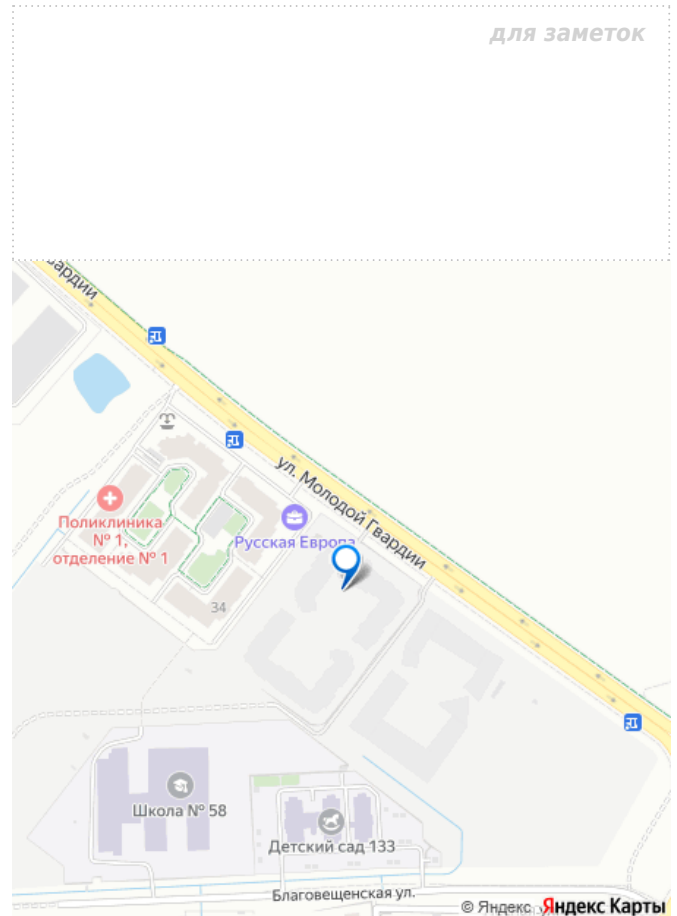 для заметок
вардии
ул. Молодой Гвардии
Поликлиника
№ 1,
отделение № 1
Русская Европа
34
Школа № 58
Детский сад 133
Благовещенская ул.
© Яндекс Яндекс Карты